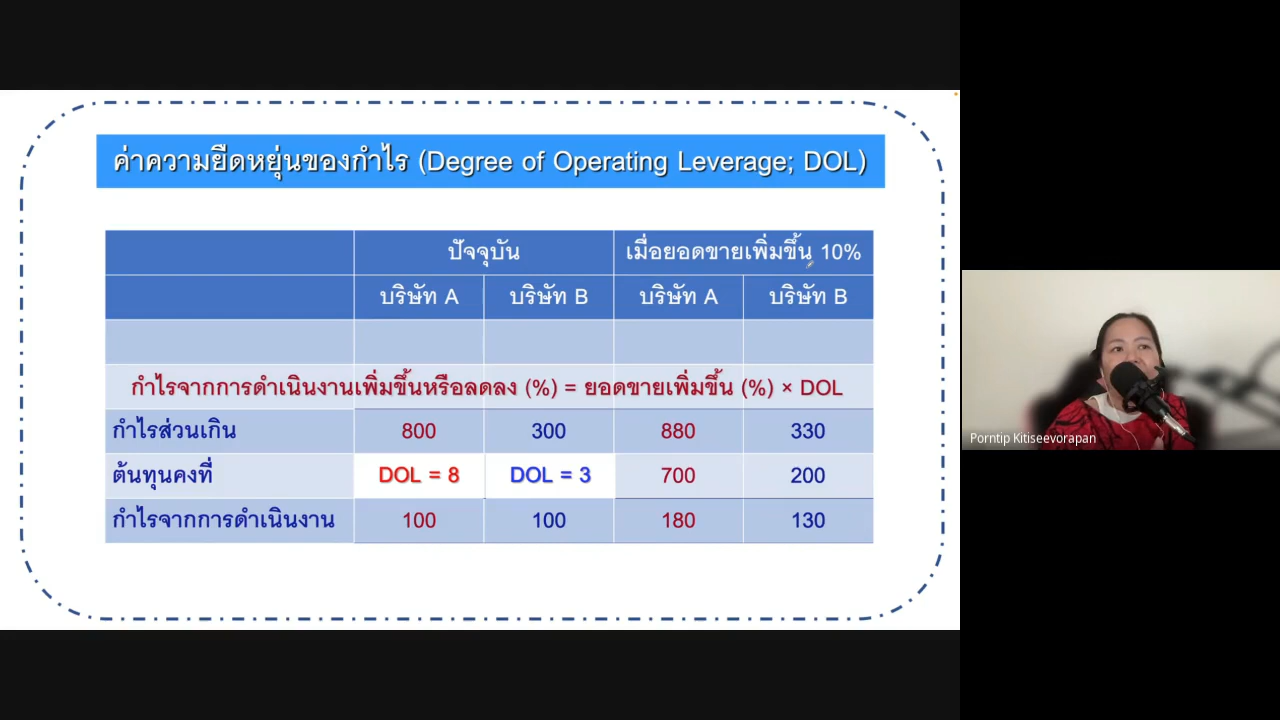 ค่าความยืดหยุ่นของกำไร (Degree of Operating Leverage; DOL)
ปัจจุบัน เมื่อยอดขายเพิ่มขึ้น 10%
บริษัท A บริษัท B บริษัท A บริษัท B
กำไรจากการดำเนินงานเพิ่มขึ้นหรือลดลง (%) = ยอดขายเพิ่มขึ้น (%) × DOL
กำไรส่วนเกิน 800 300 880 330
ต้นทุนคงที่ DOL = 8 DOL = 3 700 200
กำไรจากการดำเนินงาน 100 100 180 130
Porntip Kitiseevorapan